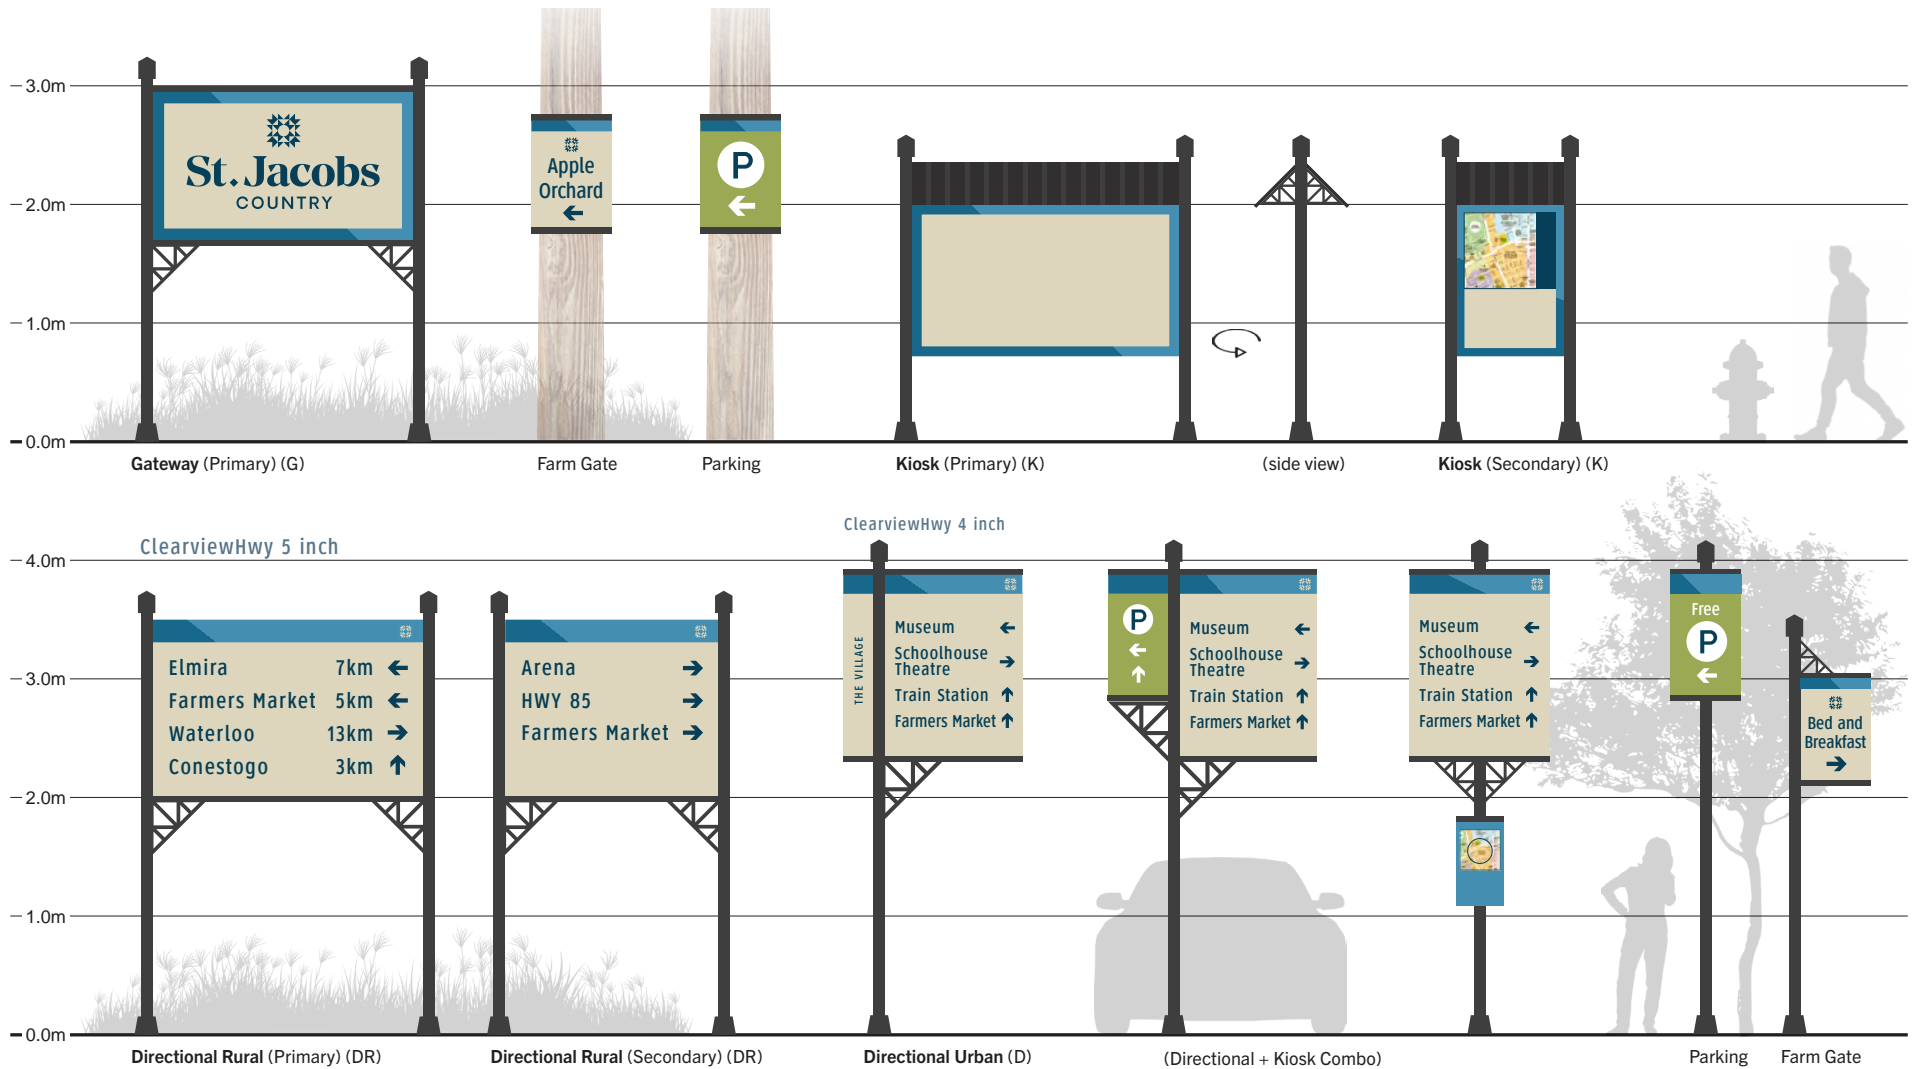 3.0m
2.0m
1.0m
0.0m
St. Jacobs
COUNTRY
Apple
Orchard
P
Gateway (Primary) (G)
Farm Gate
Parking
Kiosk (Primary) (K)
(side view)
Kiosk (Secondary) (K)
ClearviewHwy 5 inch
ClearviewHwy 4 inch
4.0m
3.0m
2.0m
1.0m
0.0m
Elmira 7km
Farmers Market 5km
Waterloo 13km
Conestogo 3km
Arena
HWY 85
Farmers Market
THE VILLAGE
Museum
Schoolhouse
Theatre
Train Station
Farmers Market
P
Museum
Schoolhouse
Theatre
Train Station
Farmers Market
Museum
Schoolhouse
Theatre
Train Station
Farmers Market
Free
P
Bed and
Breakfast
Directional Rural (Primary) (DR)
Directional Rural (Secondary) (DR)
Directional Urban (D)
(Directional + Kiosk Combo)
Parking
Farm Gate